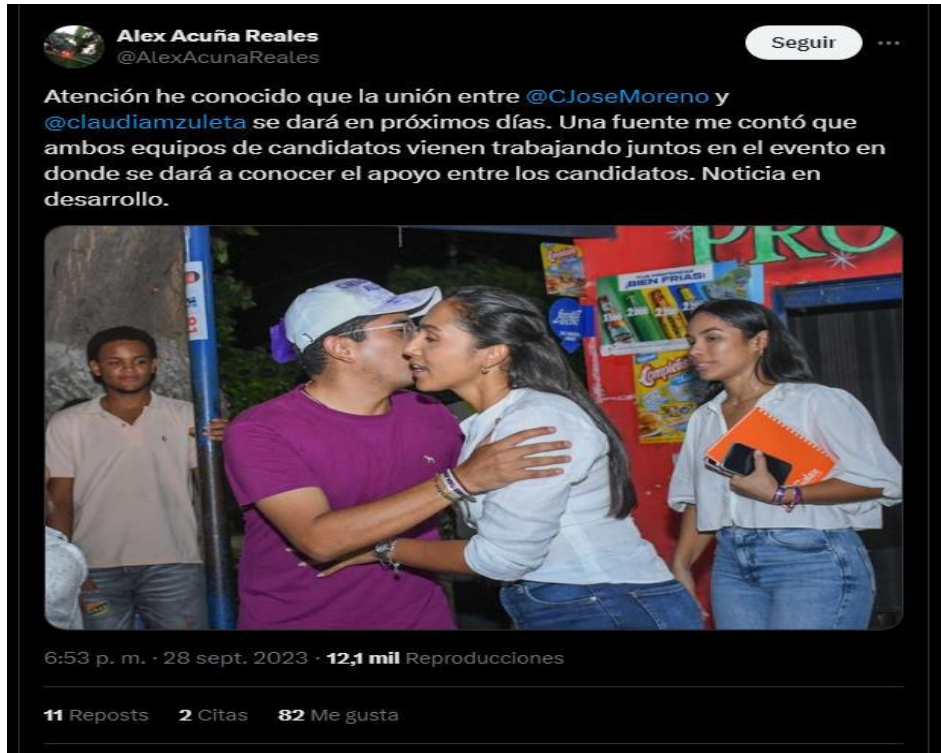 Alex Acuña Reales
@AlexAcunaReales
Seguir
Atención he conocido que la unión entre @CJoseMoreno y
@claudiamzuleta se dará en próximos días. Una fuente me contó que
ambos equipos de candidatos vienen trabajando juntos en el evento en
donde se dará a conocer el apoyo entre los candidatos. Noticia en
desarrollo.
PRO
¡BIEN FRIAS!
6:53 p. m. · 28 sept. 2023 · 12,1 mil Reproducciones
11 Reposts 2 Citas 82 Me gusta